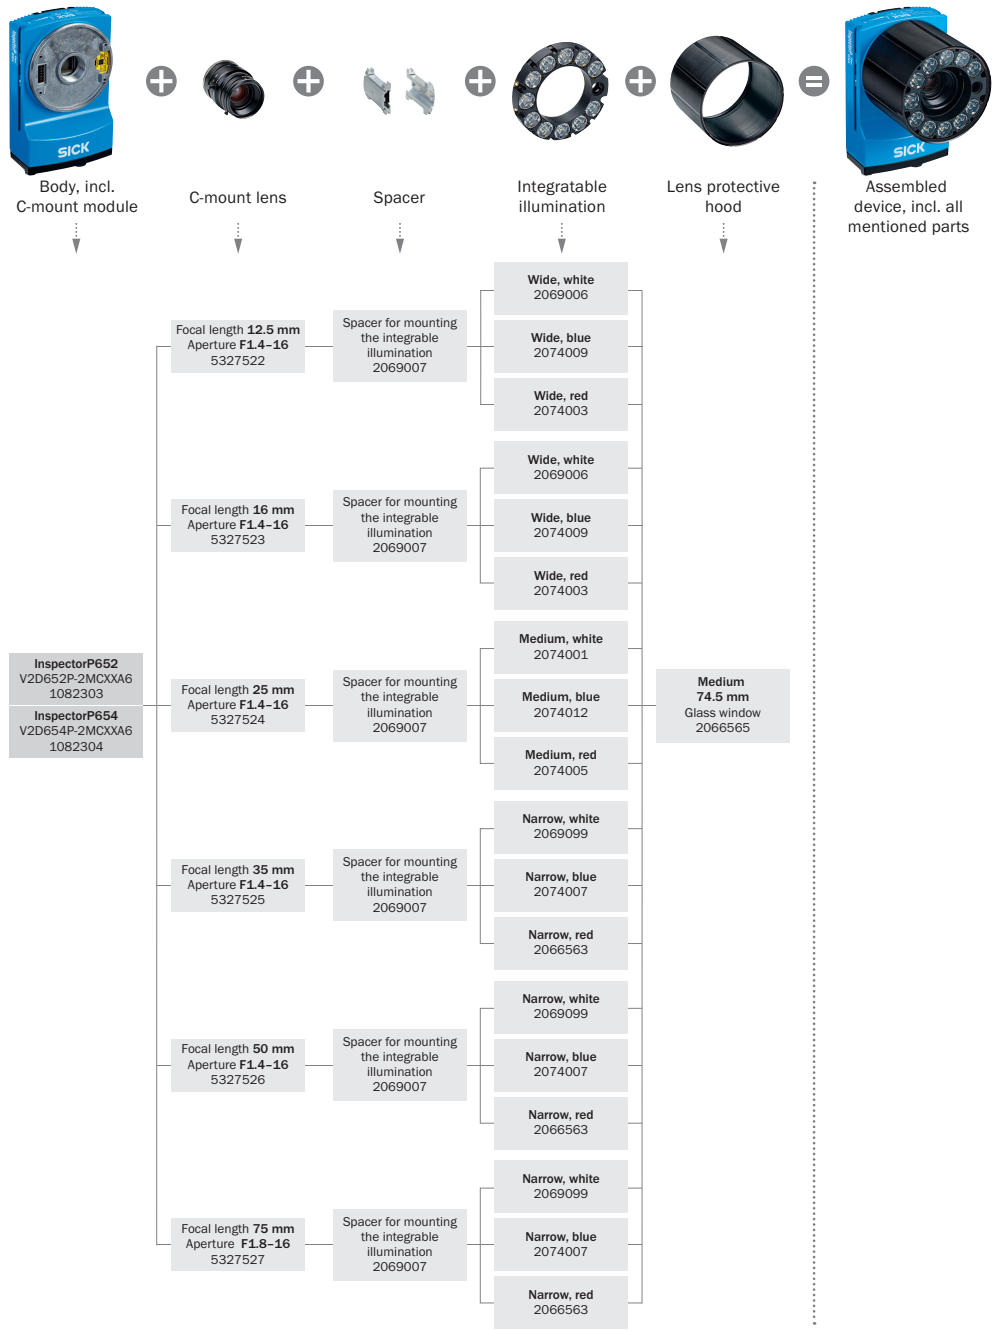 SICK
SICK
Body, incl.
C-mount module
C-mount lens
Spacer
Integratable
illumination
Lens protective
hood
Assembled
device, incl. all
mentioned parts
InspectorP652
V2D652P-2MCXXA6
1082303
InspectorP654
V2D654P-2MCXXA6
1082304
Focal length 12.5 mm
Aperture F1.4–16
5327522
Spacer for mounting
the integrable
illumination
2069007
Wide, white
2069006
Wide, blue
2074009
Wide, red
2074003
Focal length 16 mm
Aperture F1.4–16
5327523
Spacer for mounting
the integrable
illumination
2069007
Wide, white
2069006
Wide, blue
2074009
Wide, red
2074003
Focal length 25 mm
Aperture F1.4–16
5327524
Spacer for mounting
the integrable
illumination
2069007
Medium, white
2074001
Medium, blue
2074012
Medium, red
2074005
Focal length 35 mm
Aperture F1.4–16
5327525
Spacer for mounting
the integrable
illumination
2069007
Narrow, white
2069099
Narrow, blue
2074007
Narrow, red
2066563
Focal length 50 mm
Aperture F1.4–16
5327526
Spacer for mounting
the integrable
illumination
2069007
Narrow, white
2069099
Narrow, blue
2074007
Narrow, red
2066563
Focal length 75 mm
Aperture F1.8–16
5327527
Spacer for mounting
the integrable
illumination
2069007
Narrow, white
2069099
Narrow, blue
2074007
Narrow, red
2066563
Medium
74.5 mm
Glass window
2066565